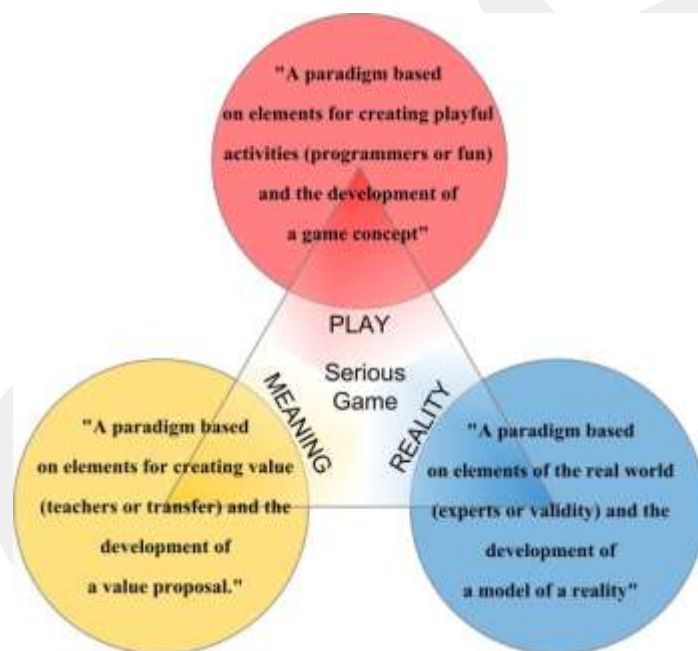 "A paradigm based
on elements for creating playful
activities (programmers or fun)
and the development of
a game concept"
PLAY
Serious
Game
MEANING
REALITY
"A paradigm based
on elements for creating value
(teachers or transfer) and the
development of
a value proposal."
"A paradigm based
on elements of the real world
(experts or validity) and the
development of
a model of a reality"